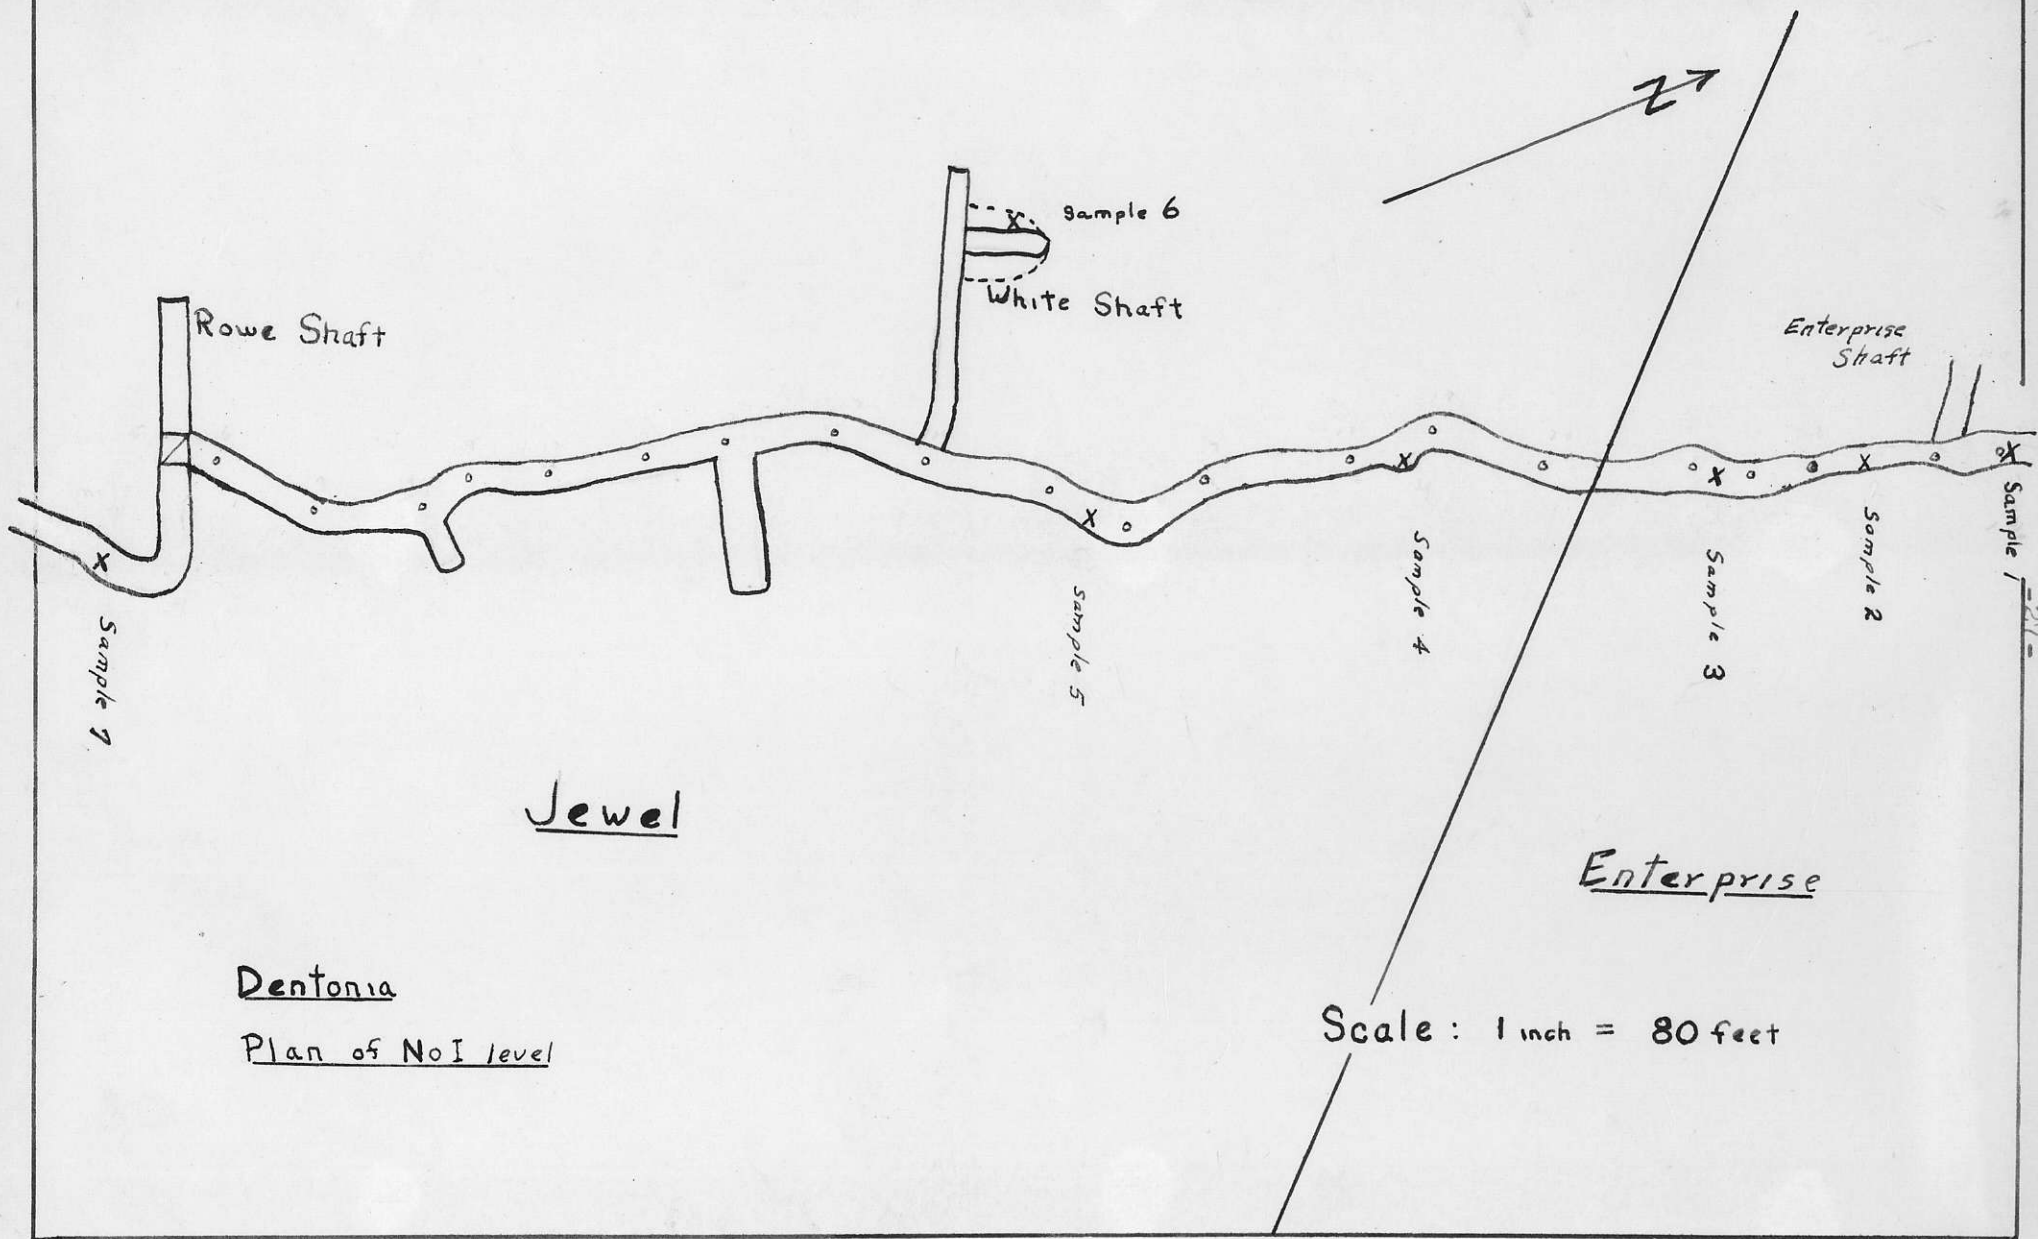 N
sample 6
White Shaft
Rowe Shaft
Enterprise
Shaft
x
x
x
x
x
x
x
Sample 1
Sample 2
Sample 3
Sample 4
Sample 5
Sample 7
Jewel
Enterprise
Dentonia
Plan of No I level
Scale: 1 inch = 80 feet